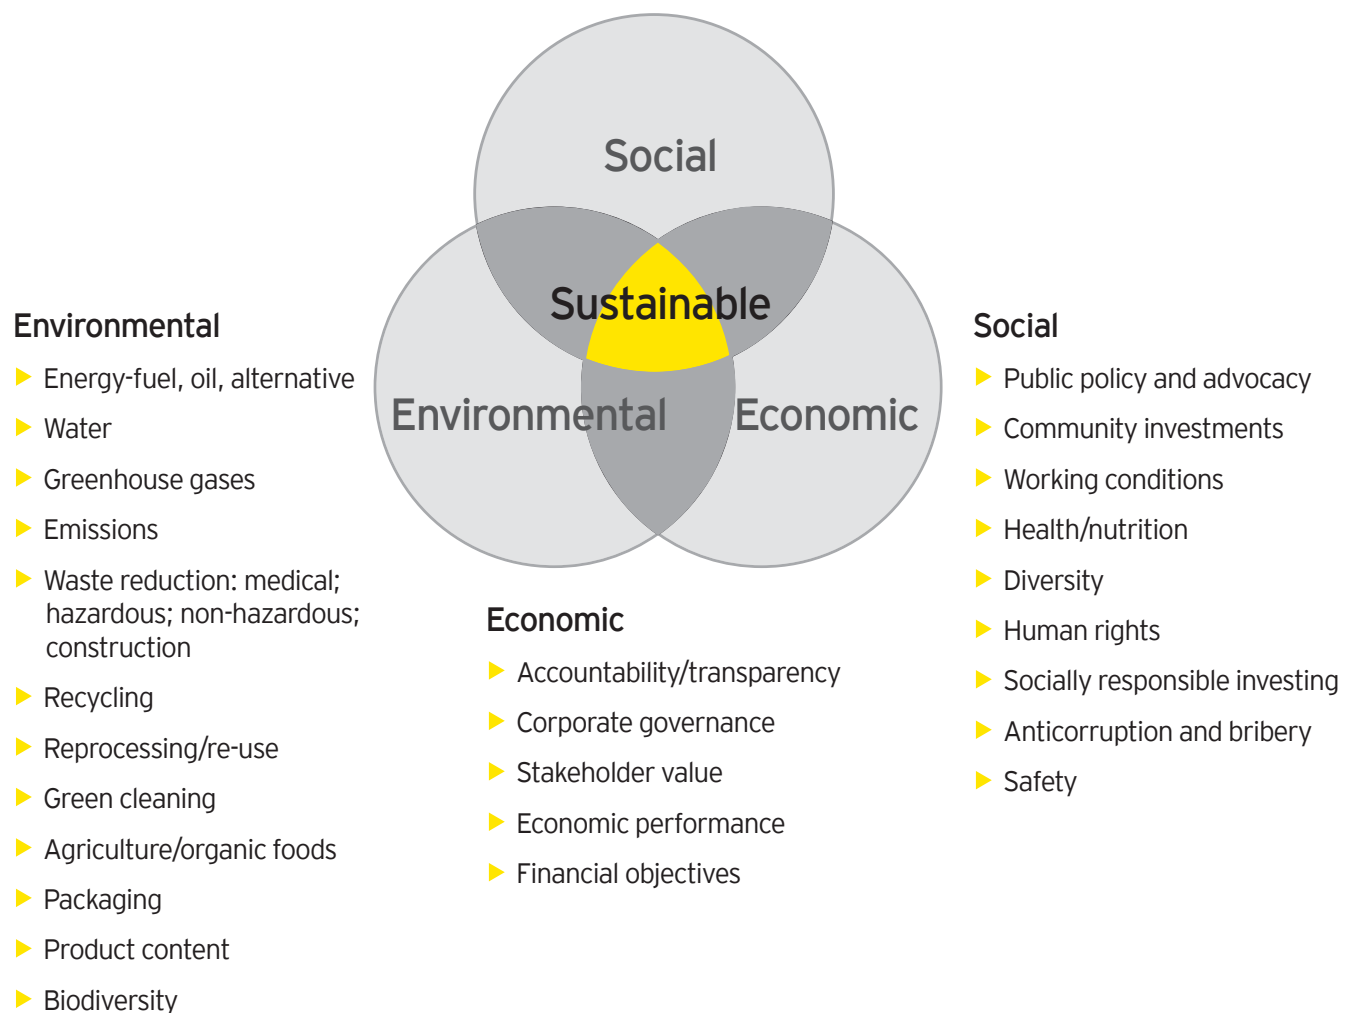 Social
Sustainable
Environmental
Economic
Environmental
Energy-fuel, oil, alternative
Water
Greenhouse gases
Emissions
Waste reduction: medical;
hazardous; non-hazardous;
construction
Recycling
Reprocessing/re-use
Green cleaning
Agriculture/organic foods
Packaging
Product content
Biodiversity
Economic
Accountability/transparency
Corporate governance
Stakeholder value
Economic performance
Financial objectives
Social
Public policy and advocacy
Community investments
Working conditions
Health/nutrition
Diversity
Human rights
Socially responsible investing
Anticorruption and bribery
Safety